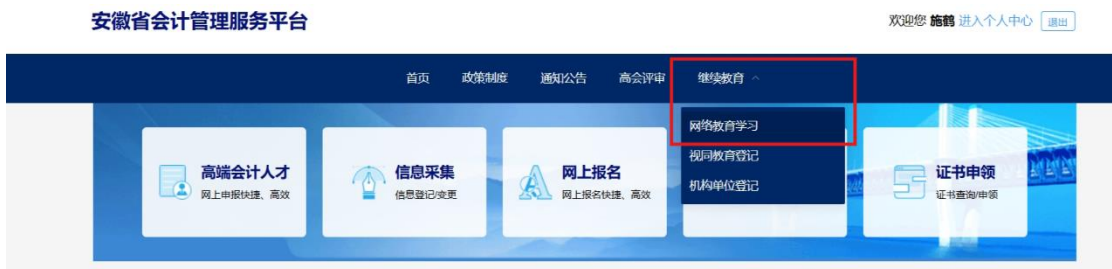 安徽省会计管理服务平台
欢迎您 施鹤 进入个人中心 退出
首页 政策制度 通知公告 高会评审 继续教育
网络教育学习
视同教育登记
机构单位登记
高端会计人才
网上申报快捷、高效
信息采集
信息登记/变更
网上报名
网上报名快捷、高效
证书申领
证书查询/申领